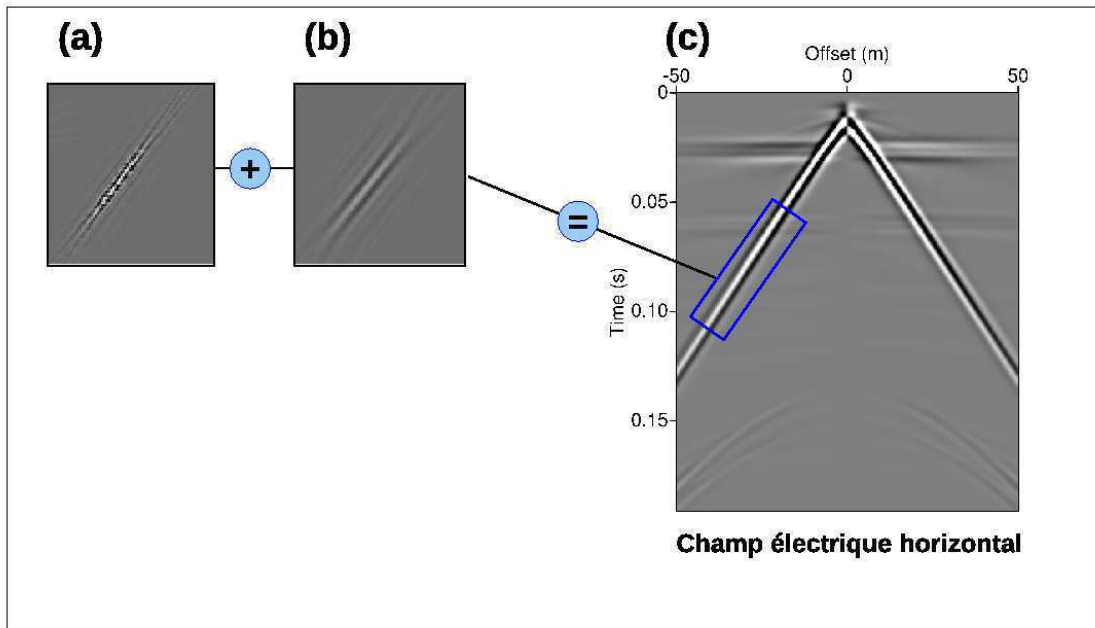 (a)
(b)
(c)
+
=
Offset (m)
-50 0 50
0
0.05
0.10
0.15
Time (s)
Champ électrique horizontal